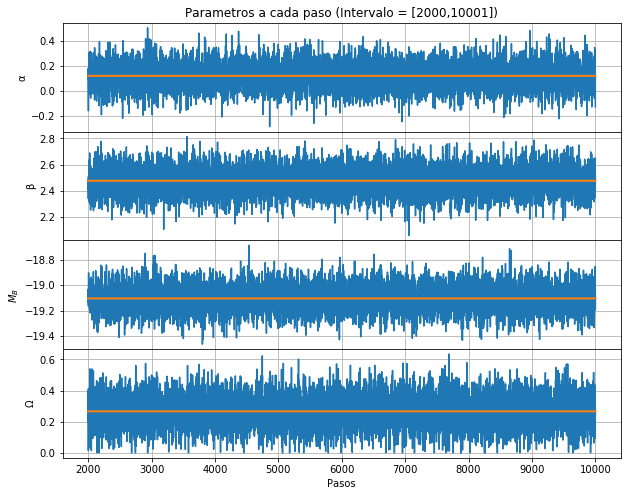 Parametros a cada paso (Intervalo = [2000,10001])
0.4
0.2
0.0
−0.2
α
2.8
2.6
2.4
2.2
β
−18.8
−19.0
−19.2
−19.4
M_B
0.6
0.4
0.2
0.0
Ω
2000 3000 4000 5000 6000 7000 8000 9000 10000
Pasos